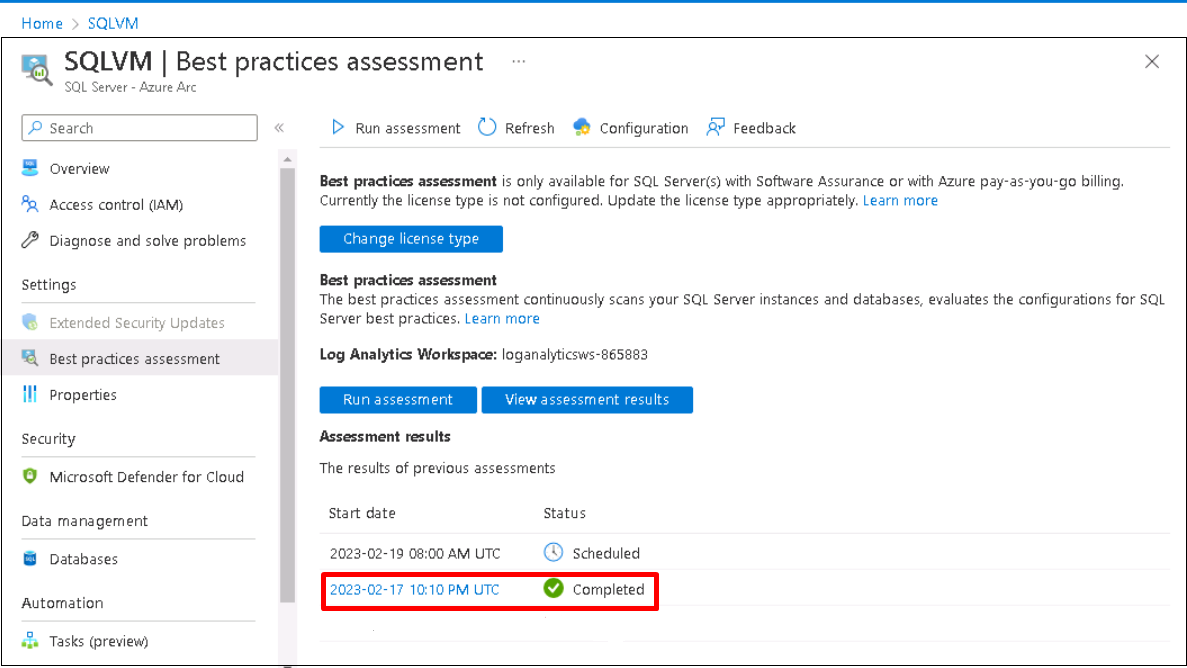 Home > SQLVM
SQLVM | Best practices assessment ...
SQL Server - Azure Arc
Search «
Overview
Access control (IAM)
Diagnose and solve problems
Settings
Extended Security Updates
Best practices assessment
Properties
Security
Microsoft Defender for Cloud
Data management
Databases
Automation
Tasks (preview)
Run assessment Refresh Configuration Feedback
Best practices assessment is only available for SQL Server(s) with Software Assurance or with Azure pay-as-you-go billing.
Currently the license type is not configured. Update the license type appropriately. Learn more
Change license type
Best practices assessment
The best practices assessment continuously scans your SQL Server instances and databases, evaluates the configurations for SQL
Server best practices. Learn more
Log Analytics Workspace: loganalyticsws-865883
Run assessment View assessment results
Assessment results
The results of previous assessments
Start date Status
2023-02-19 08:00 AM UTC Scheduled
2023-02-17 10:10 PM UTC Completed